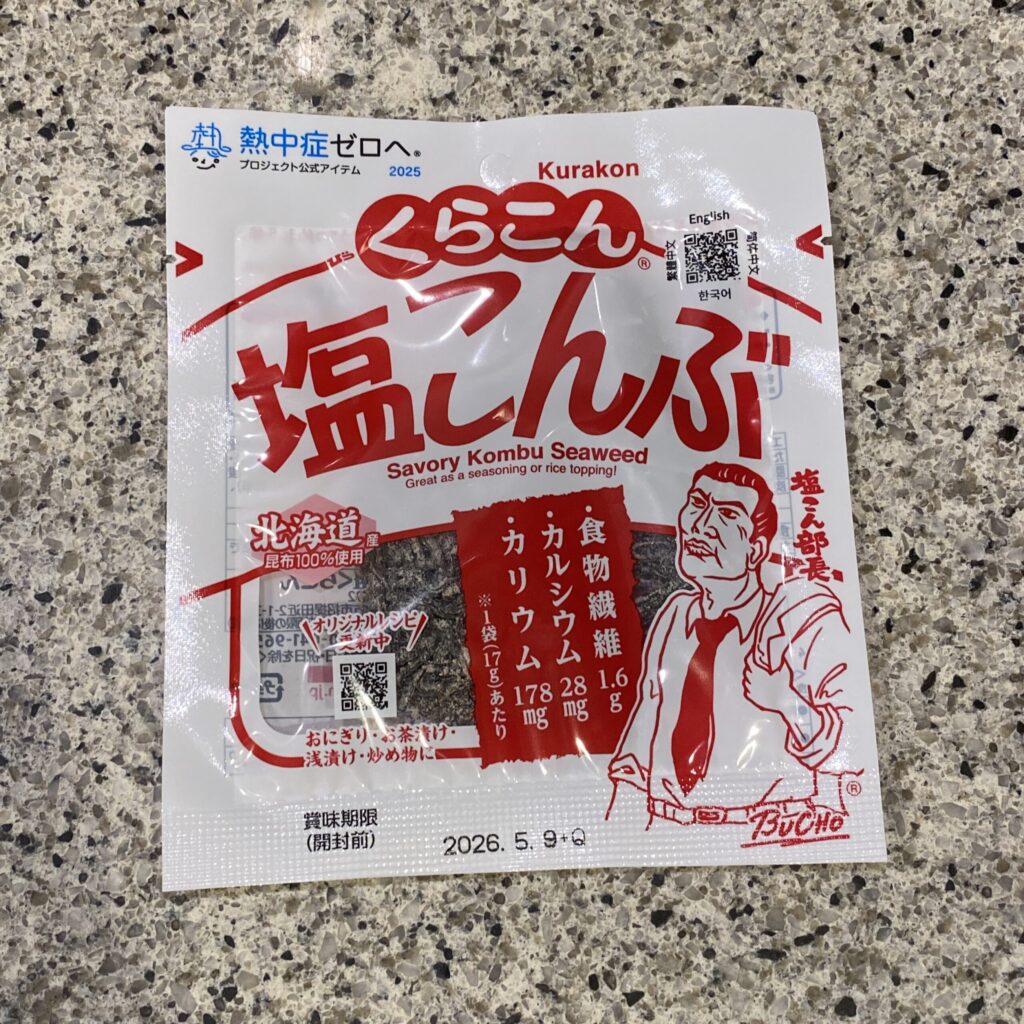 熱中症ゼロへ®
プロジェクト公式アイテム 2025
Kurakon
くらこん®
English
繁體中文
简体中文
한국어
塩こんぶ
Savory Kombu Seaweed
Great as a seasoning or rice topping!
塩こん部長
北海道産
昆布100%使用
・食物繊維 1.6g
・カルシウム 28mg
・カリウム 178mg
※1袋(17g)あたり
オリジナルレシピ
更新中
おにぎり・お茶漬け・
浅漬け・炒め物に
BUCHO®
賞味期限
(開封前)
2026. 5. 9+Q